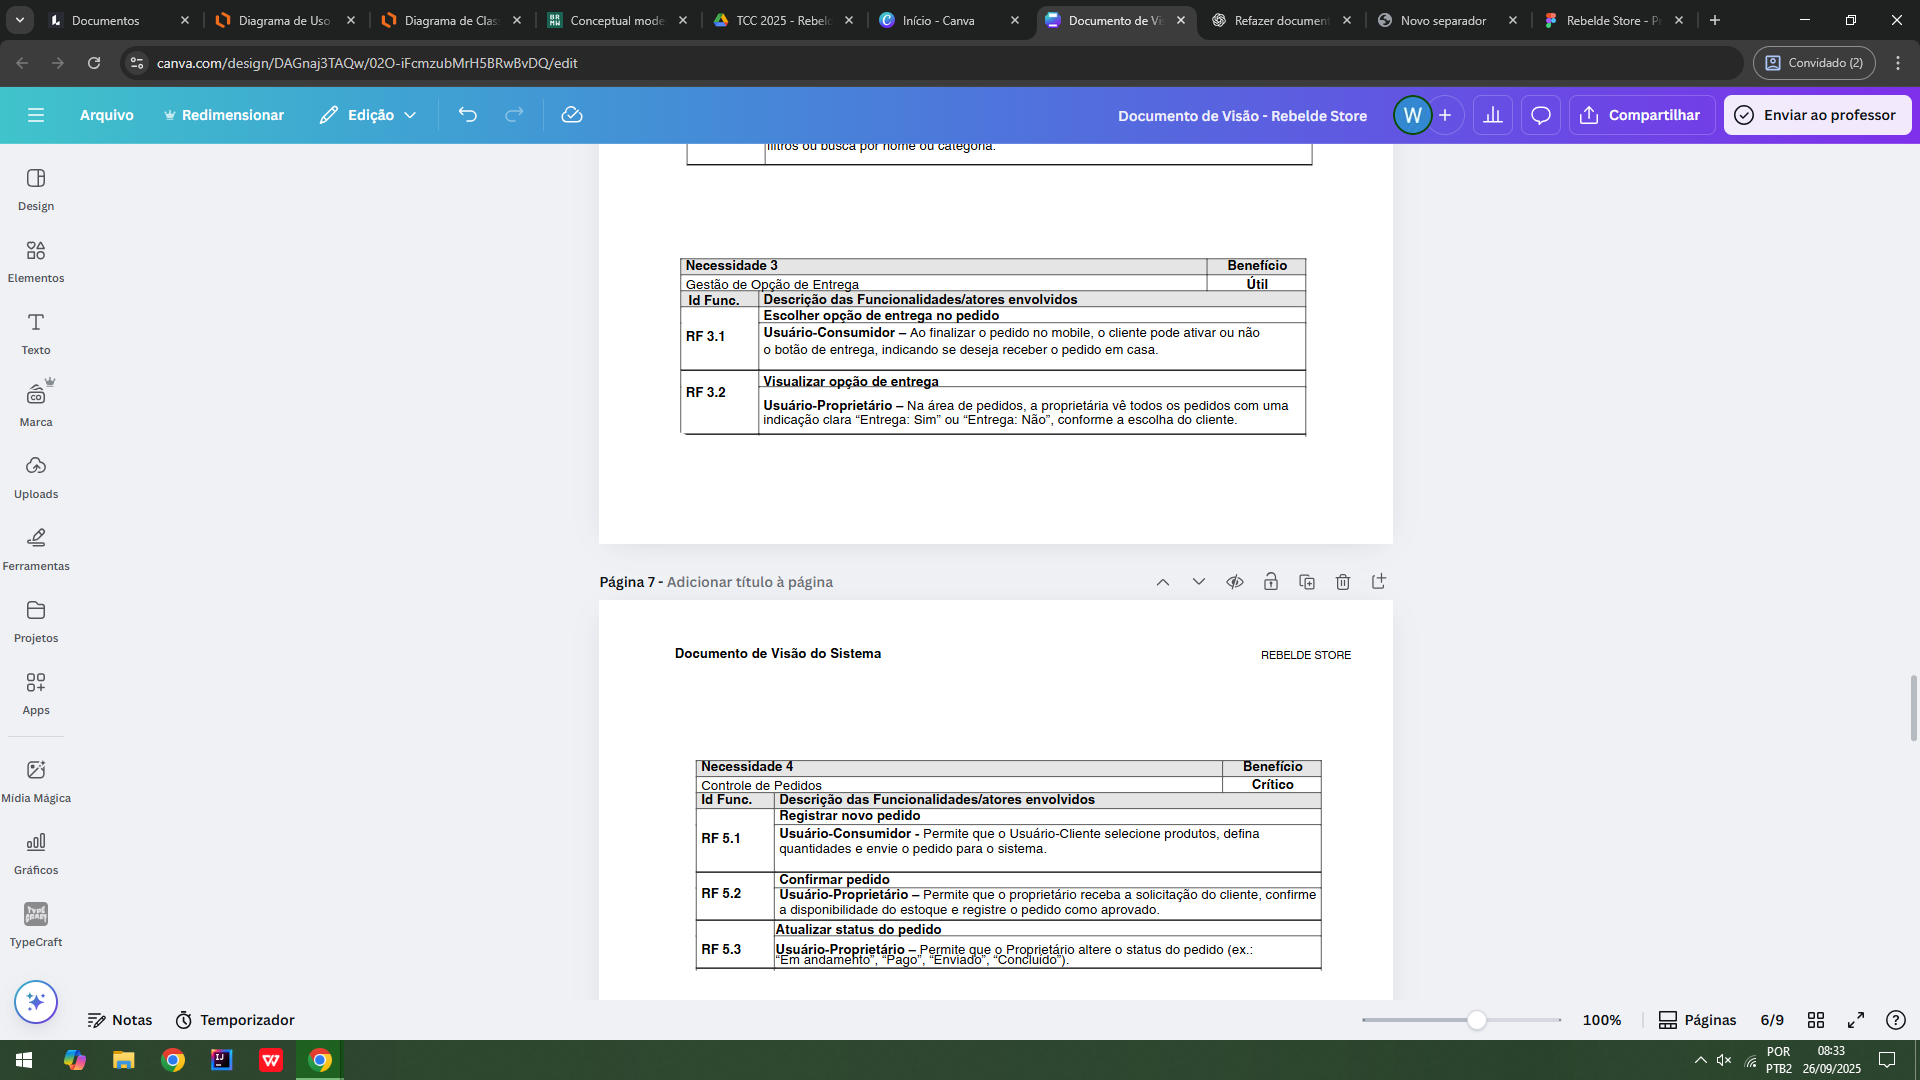 Documentos
Diagrama de Uso
Diagrama de Clas
Conceptual mode
TCC 2025 - Rebel
Início - Canva
Documento de Vi
Refazer document
Novo separador
Rebelde Store - P
canva.com/design/DAGnaj3TAQw/02O-iFcmzubMrH5BRwBvDQ/edit
Convidado (2)
Arquivo
Redimensionar
Edição
Documento de Visão - Rebelde Store
W
Compartilhar
Enviar ao professor
Design
Elementos
Texto
Marca
Uploads
Ferramentas
Projetos
Apps
Mídia Mágica
Gráficos
TypeCraft
filtros ou busca por nome ou categoria.
Necessidade 3 Benefício
Gestão de Opção de Entrega Útil
Id Func. Descrição das Funcionalidades/atores envolvidos
Escolher opção de entrega no pedido
RF 3.1
Usuário-Consumidor – Ao finalizar o pedido no mobile, o cliente pode ativar ou não
o botão de entrega, indicando se deseja receber o pedido em casa.
Visualizar opção de entrega
RF 3.2
Usuário-Proprietário – Na área de pedidos, a proprietária vê todos os pedidos com uma
indicação clara “Entrega: Sim” ou “Entrega: Não”, conforme a escolha do cliente.
Página 7 - Adicionar título à página
Documento de Visão do Sistema
REBELDE STORE
Necessidade 4 Benefício
Controle de Pedidos Crítico
Id Func. Descrição das Funcionalidades/atores envolvidos
Registrar novo pedido
RF 5.1
Usuário-Consumidor - Permite que o Usuário-Cliente selecione produtos, defina
quantidades e envie o pedido para o sistema.
Confirmar pedido
RF 5.2
Usuário-Proprietário – Permite que o proprietário receba a solicitação do cliente, confirme
a disponibilidade do estoque e registre o pedido como aprovado.
Atualizar status do pedido
RF 5.3
Usuário-Proprietário – Permite que o Proprietário altere o status do pedido (ex.:
“Em andamento”, “Pago”, “Enviado”, “Concluído”).
Notas
Temporizador
100%
Páginas
6/9
POR
PTB2
08:33
26/09/2025